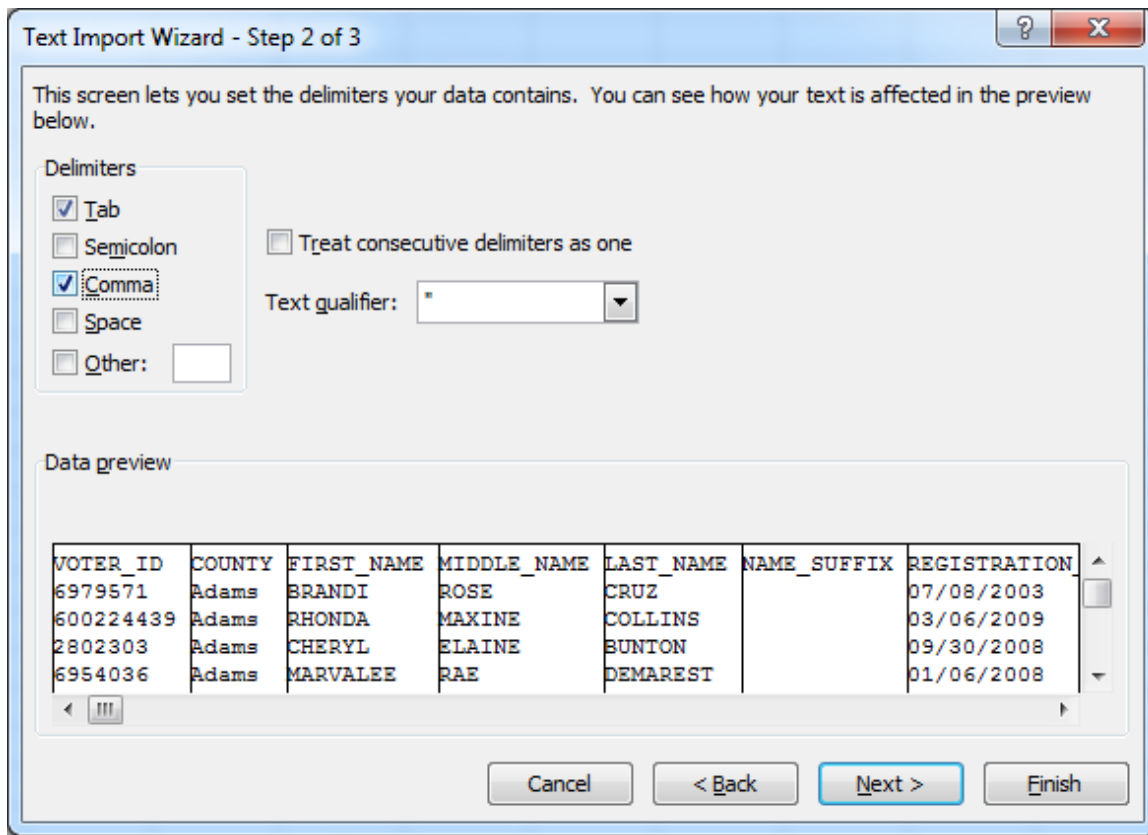 Text Import Wizard - Step 2 of 3
This screen lets you set the delimiters your data contains.  You can see how your text is affected in the preview
below.
Delimiters
Tab
Semicolon
Treat consecutive delimiters as one
Comma
Text qualifier: "
Space
Other:
Data preview
VOTER_ID COUNTY FIRST_NAME MIDDLE_NAME LAST_NAME NAME_SUFFIX REGISTRATION_
6979571 Adams BRANDI ROSE CRUZ 07/08/2003
600224439 Adams RHONDA MAXINE COLLINS 03/06/2009
2802303 Adams CHERYL ELAINE BUNTON 09/30/2008
6954036 Adams MARVALEE RAE DEMAREST 01/06/2008
Cancel < Back Next > Finish